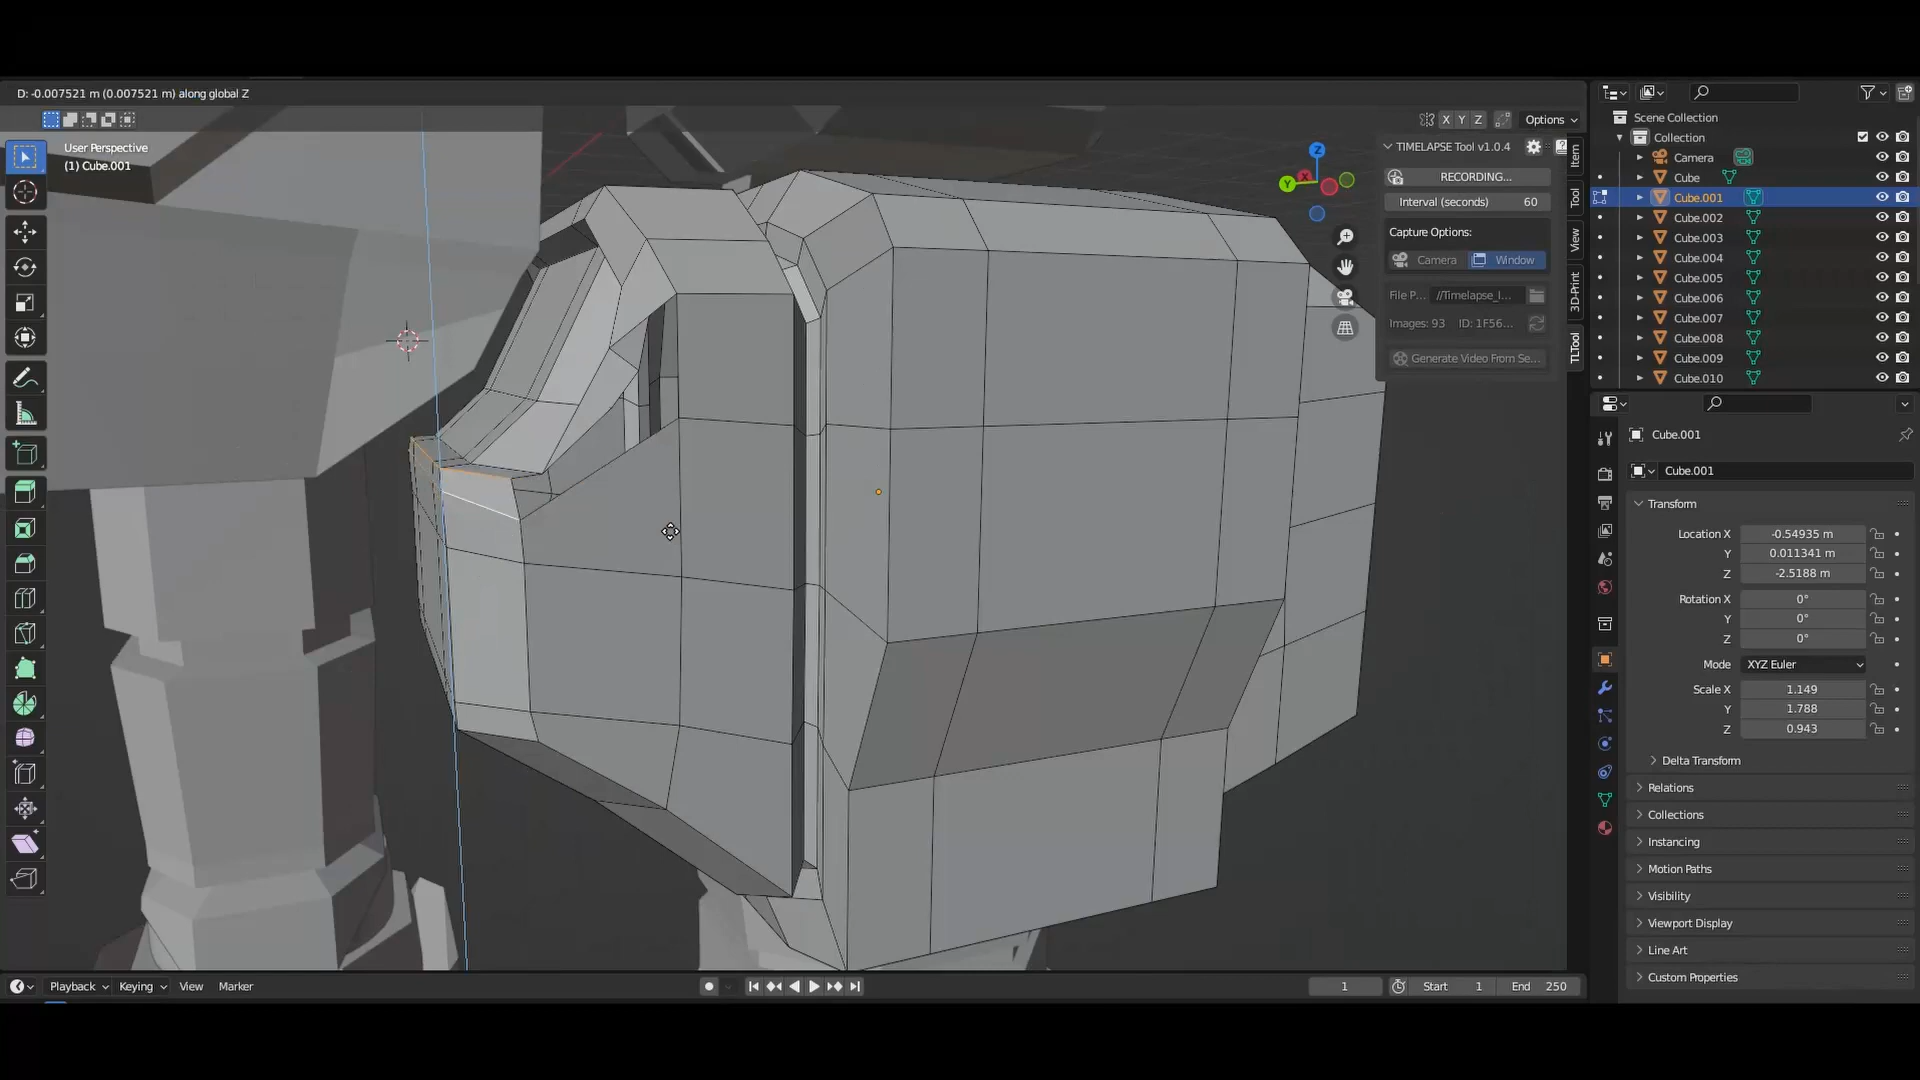 D: -0.007521 m (0.007521 m) along global Z
X Y Z Options
User Perspective
(1) Cube.001
Z
Y
X
TIMELAPSE Tool v1.0.4
RECORDING...
Interval (seconds) 60
Capture Options:
Camera Window
File P... //Timelapse_I...
Images: 93 ID: 1F56...
Generate Video From Se...
Item
Tool
View
3D-Print
TLTool
Scene Collection
Collection
Camera
Cube
Cube.001
Cube.002
Cube.003
Cube.004
Cube.005
Cube.006
Cube.007
Cube.008
Cube.009
Cube.010
Cube.001
Cube.001
Transform
Location X -0.54935 m
Y 0.011341 m
Z -2.5188 m
Rotation X 0°
Y 0°
Z 0°
Mode XYZ Euler
Scale X 1.149
Y 1.788
Z 0.943
Delta Transform
Relations
Collections
Instancing
Motion Paths
Visibility
Viewport Display
Line Art
Custom Properties
Playback Keying View Marker
1 Start 1 End 250